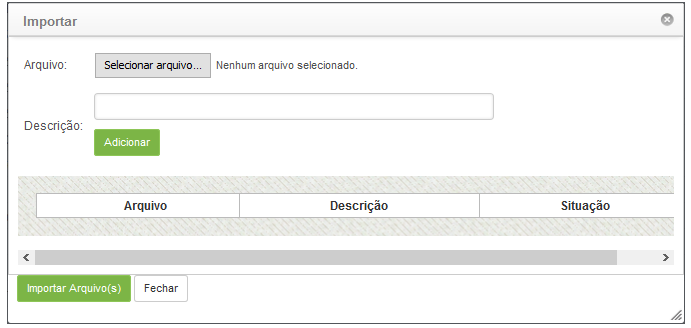 Importar
Arquivo: Selecionar arquivo... Nenhum arquivo selecionado.
Descrição:
Adicionar
Arquivo Descrição Situação
Importar Arquivo(s) Fechar